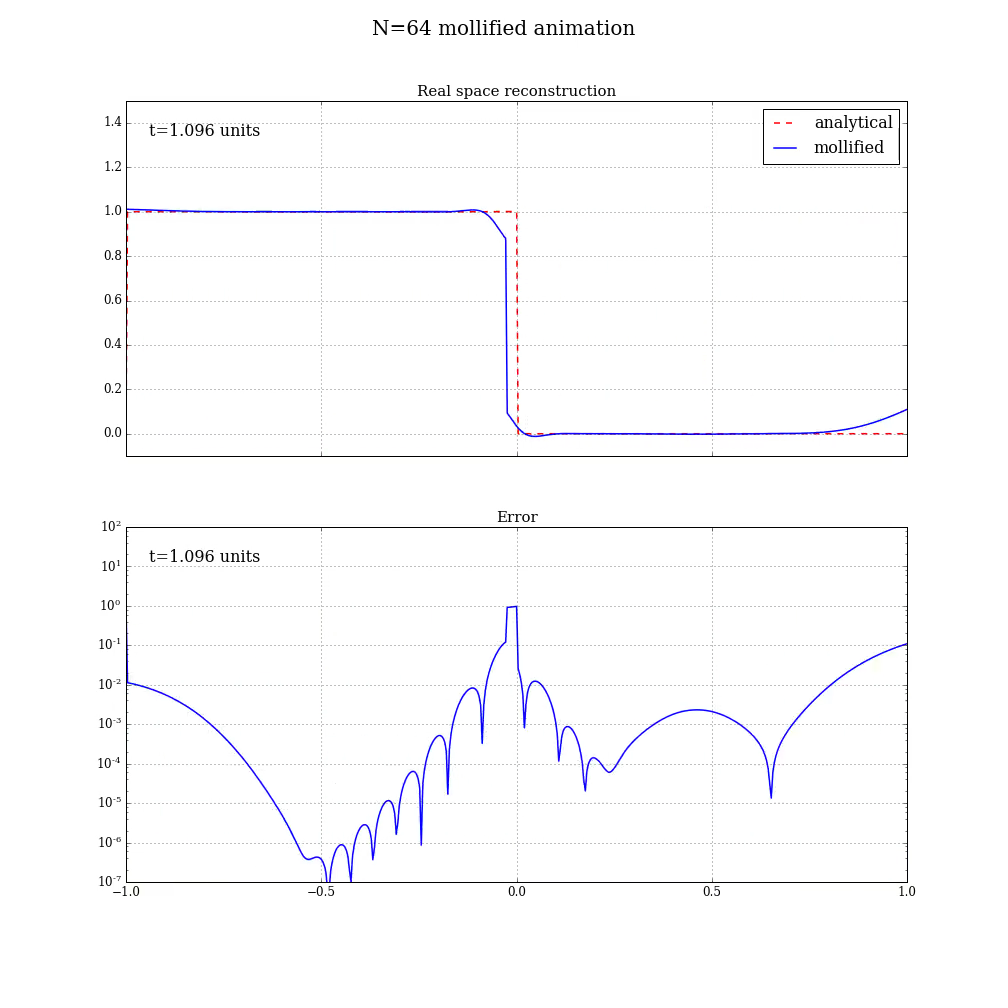 N=64 mollified animation
Real space reconstruction
t=1.096 units
analytical
mollified
1.4
1.2
1.0
0.8
0.6
0.4
0.2
0.0
Error
t=1.096 units
10²
10¹
10⁰
10⁻¹
10⁻²
10⁻³
10⁻⁴
10⁻⁵
10⁻⁶
10⁻⁷
−1.0 −0.5 0.0 0.5 1.0